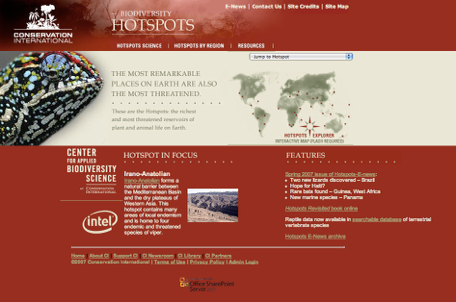 E-News | Contact Us | Site Credits | Site Map
CONSERVATION
INTERNATIONAL
BIODIVERSITY
HOTSPOTS
HOTSPOTS SCIENCE | HOTSPOTS BY REGION | RESOURCES |
Jump to Hotspot
THE MOST REMARKABLE
PLACES ON EARTH ARE ALSO
THE MOST THREATENED.
These are the Hotspots: the richest
and most threatened reservoirs of
plant and animal life on Earth.
HOTSPOTS EXPLORER
INTERACTIVE MAP (FLASH REQUIRED)
CENTER
FOR APPLIED
BIODIVERSITY
SCIENCE
AT CONSERVATION
INTERNATIONAL
intel
HOTSPOT IN FOCUS
Irano-Anatolian
Irano-Anatolian forms a
natural barrier between
the Mediterranean Basin
and the dry plateaus of
Western Asia. This
hotspot contains many
areas of local endemism
and is home to four
endemic and threatened
species of viper.
FEATURES
Spring 2007 issue of Hotspots E-news:
• Two new lizards discovered – Brazil
• Hope for Haiti?
• Rare bats found – Guinea, West Africa
• New marine species – Panama
Hotspots Revisited book online
Reptile data now available in searchable database of terrestrial
vertebrate species
Hotspots E-News archive
Home | About CI | Support CI | CI Newsroom | CI Library | CI Partners
©2007 Conservation International | Terms of Use | Privacy Policy | Admin Login
Office SharePoint
Server